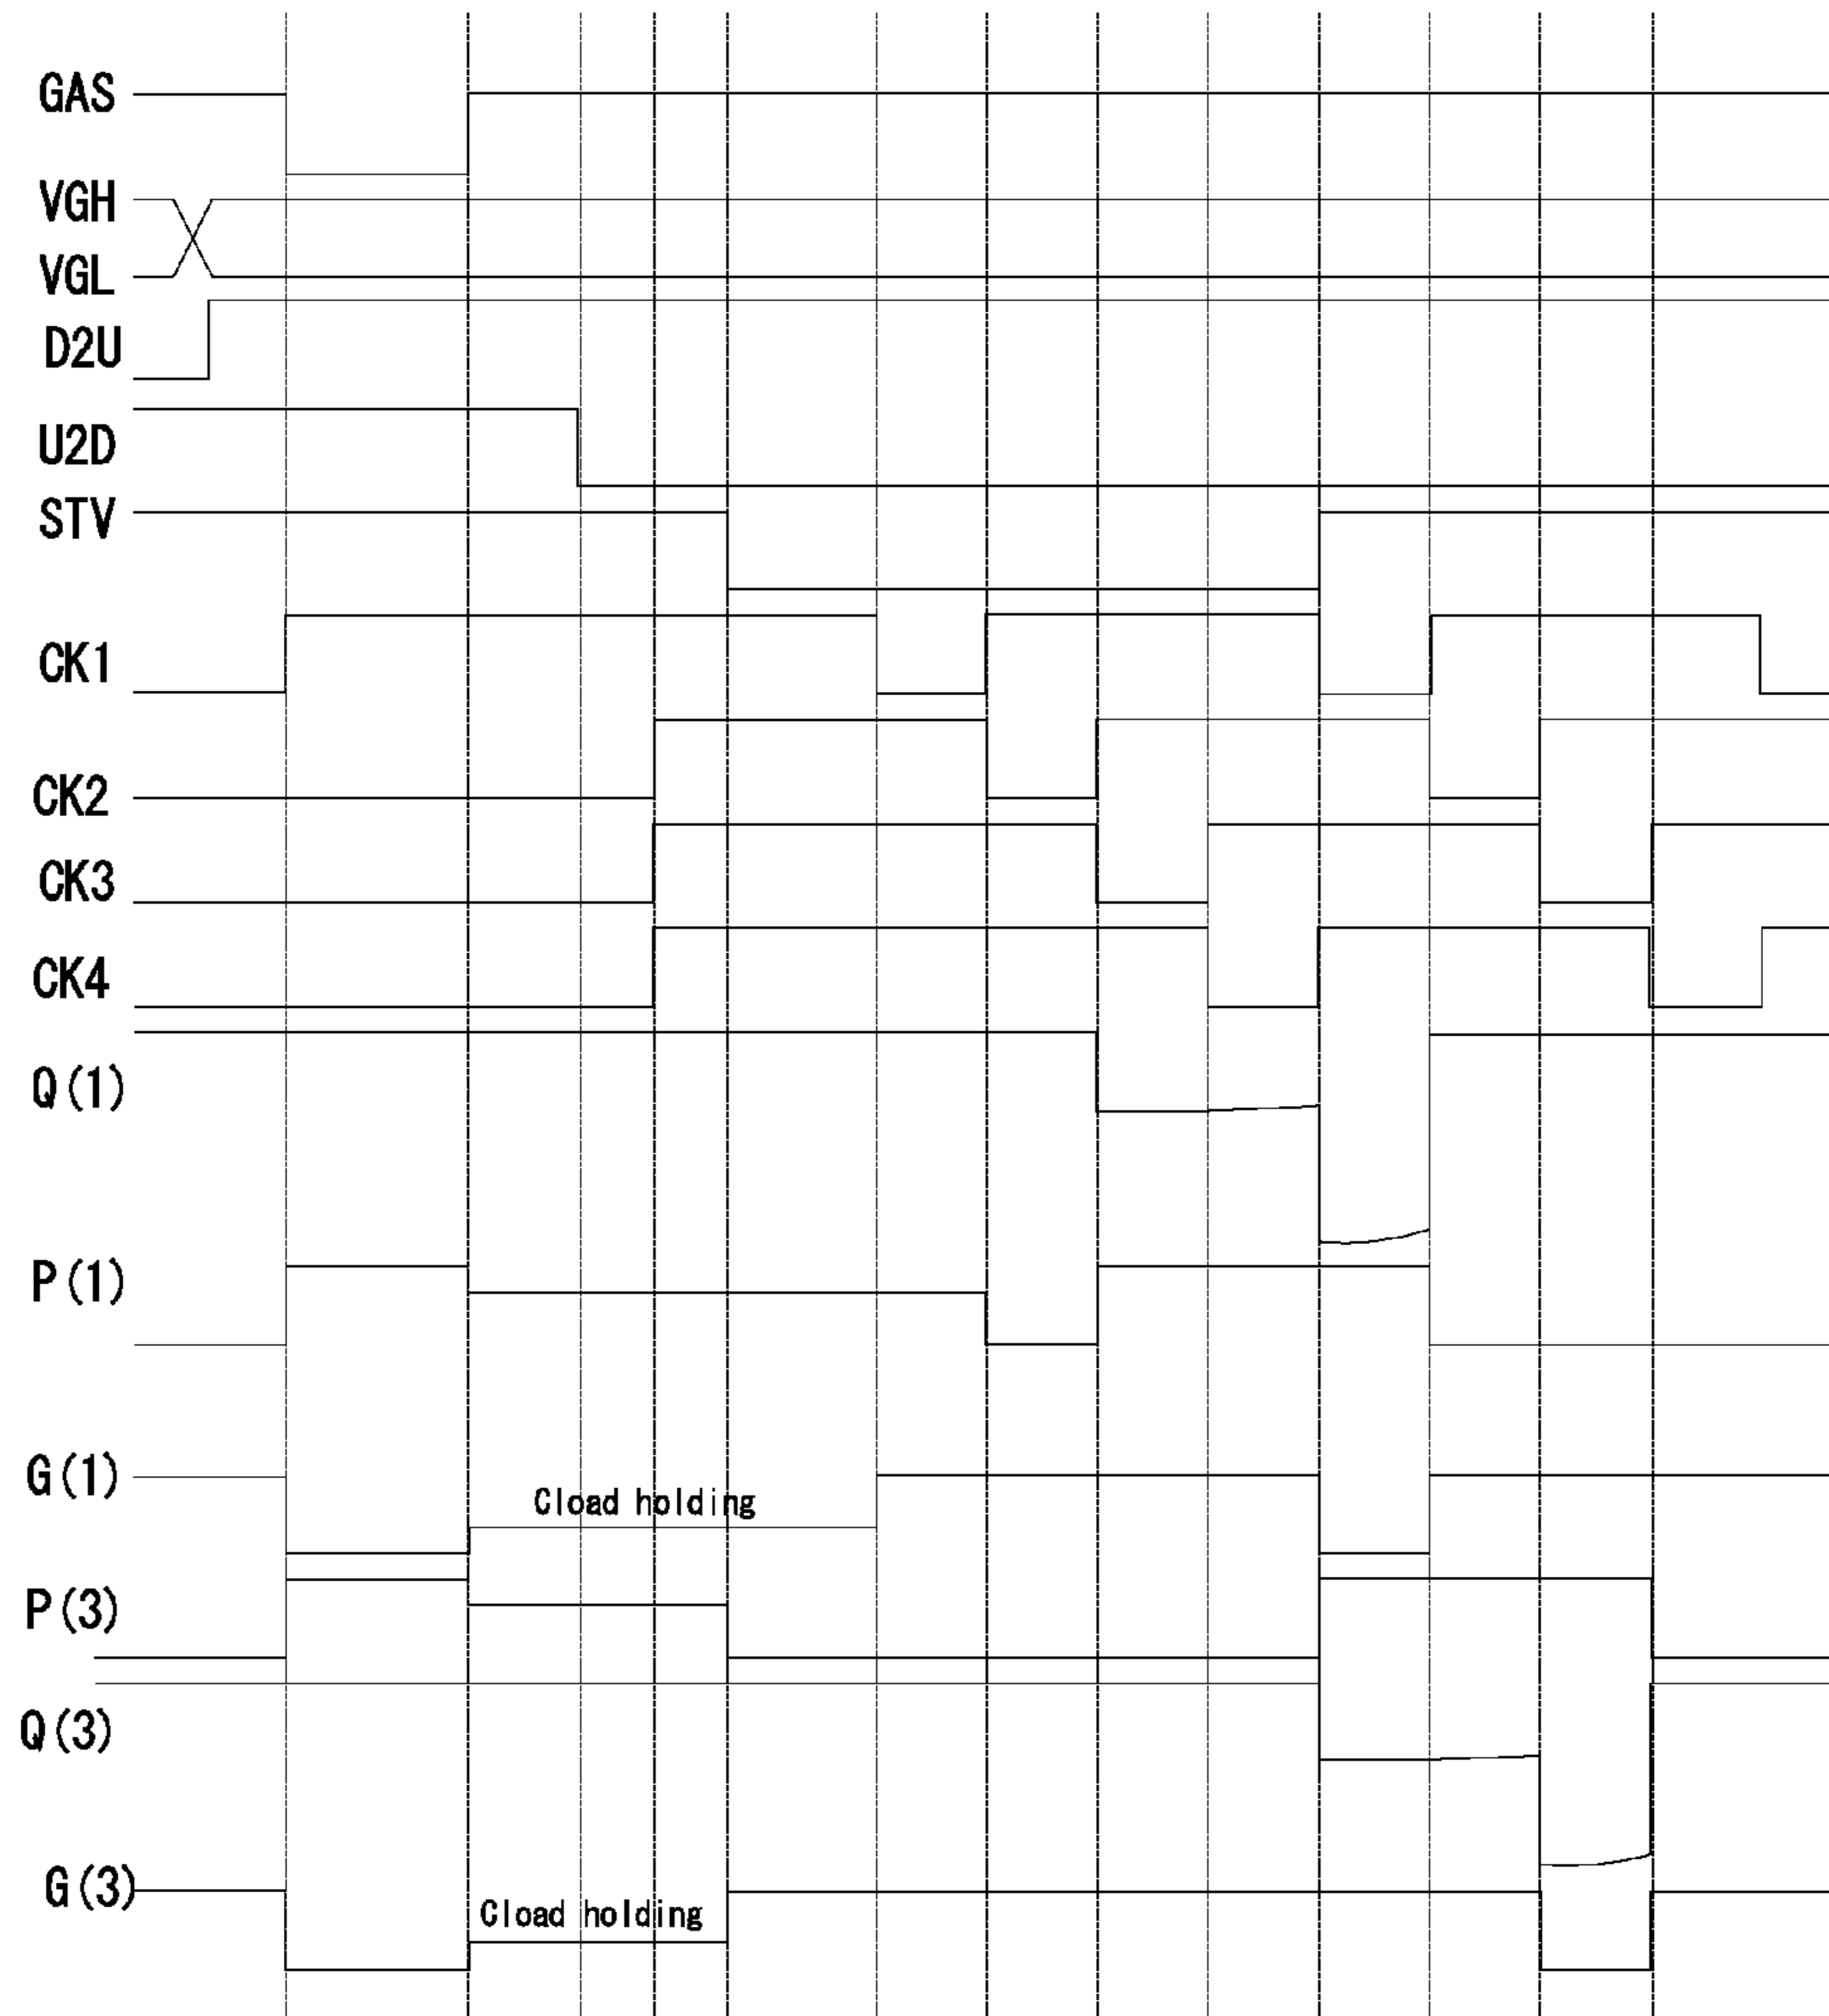 GAS
VGH
VGL
D2U
U2D
STV
CK1
CK2
CK3
CK4
Q(1)
P(1)
G(1)
Cload holding
P(3)
Q(3)
G(3)
Cload holding